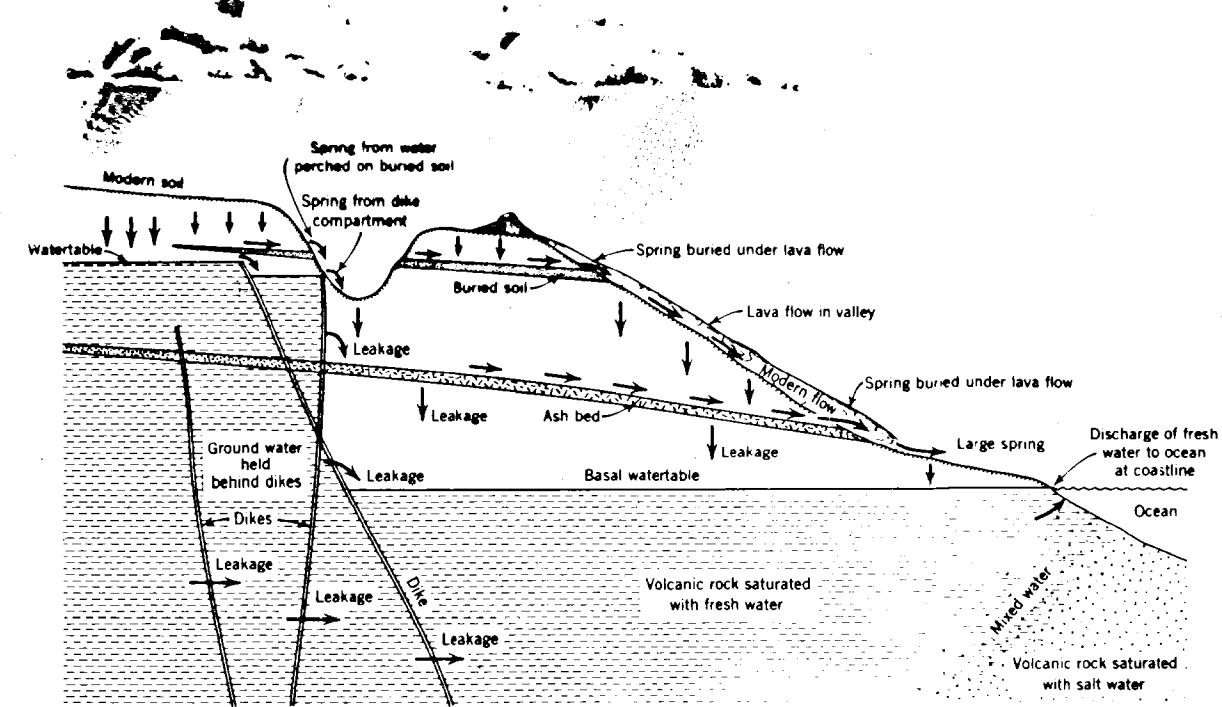 Spring from water
perched on buried soil
Modern soil
Spring from dike
compartment
Watertable
Spring buried under lava flow
Buried soil
Lava flow in valley
Leakage
Modern flow
Spring buried under lava flow
Leakage
Ash bed
Large spring
Discharge of fresh
water to ocean
at coastline
Ground water
held
behind dikes
Leakage
Leakage
Basal watertable
Ocean
Dikes
Leakage
Leakage
Dike
Volcanic rock saturated
with fresh water
Mixed water
Leakage
Volcanic rock saturated
with salt water